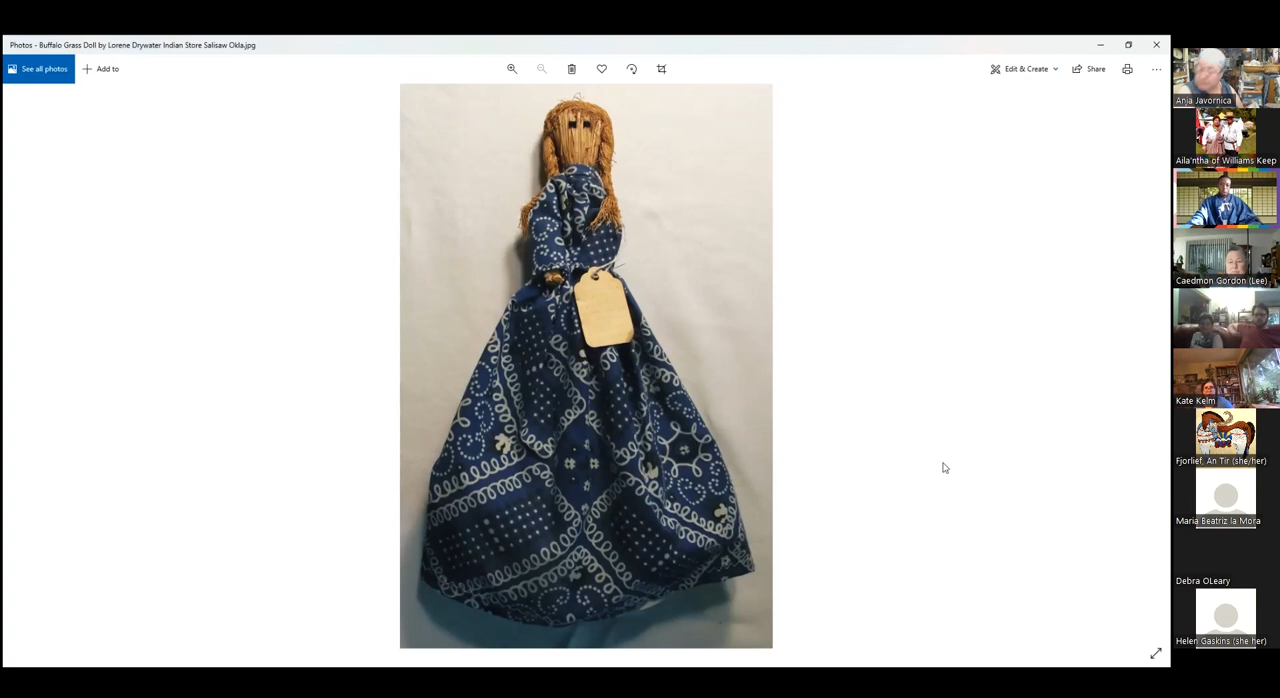 Photos - Buffalo Grass Doll by Lorene Drywater Indian Store Salisaw Okla.jpg
See all photos
Add to
Edit & Create
Share
Anja Javornica
Aila'ntha of Williams Keep
Caedmon Gordon (Lee)
Kate Kelm
Fjorlief, An Tir (she/her)
Maria Beatriz la Mora
Debra OLeary
Helen Gaskins (she her)